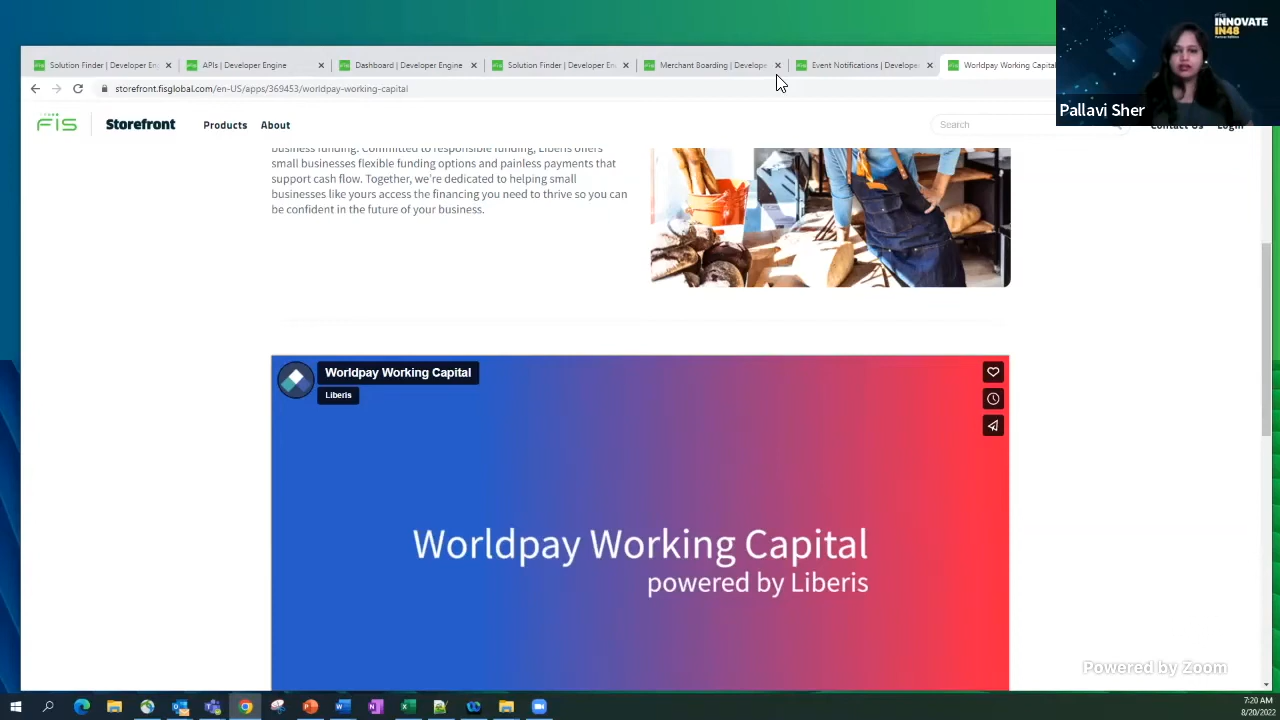 INNOVATE
IN48
Pallavi Sher
Solution Finder | Developer En
APIs | Developer Engine
Dashboard | Developer Engine
Solution Finder | Developer En
Merchant Boarding | Develope
Event Notifications | Develope
Worldpay Working Capital
storefront.fisglobal.com/en-US/apps/369453/worldpay-working-capital
FIS
Storefront
Products
About
Search
Contact Us
Login
business funding. Committed to responsible funding, Liberis offers
small businesses flexible funding options and painless payments that
support cash flow. Together, we're dedicated to helping small
businesses like yours access the financing you need to thrive so you can
be confident in the future of your business.
Worldpay Working Capital
Liberis
Worldpay Working Capital
powered by Liberis
Powered by Zoom
7:20 AM
8/20/2022